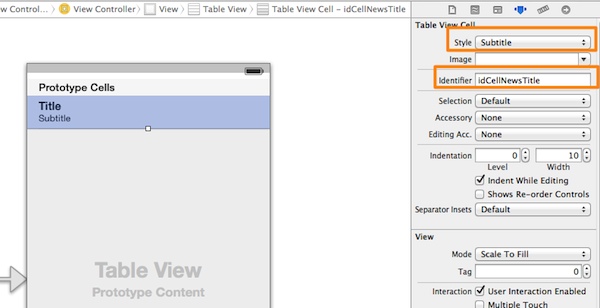 w Control... View Controller View Table View Table View Cell – idCellNewsTitle
Prototype Cells
Title
Subtitle
Table View
Prototype Content
Table View Cell
Style Subtitle
Image
Identifier idCellNewsTitle
Selection Default
Accessory None
Editing Acc. None
Indentation 0 10
Level Width
Indent While Editing
Shows Re-order Controls
Separator Insets Default
View
Mode Scale To Fill
Tag 0
Interaction User Interaction Enabled
Multiple Touch